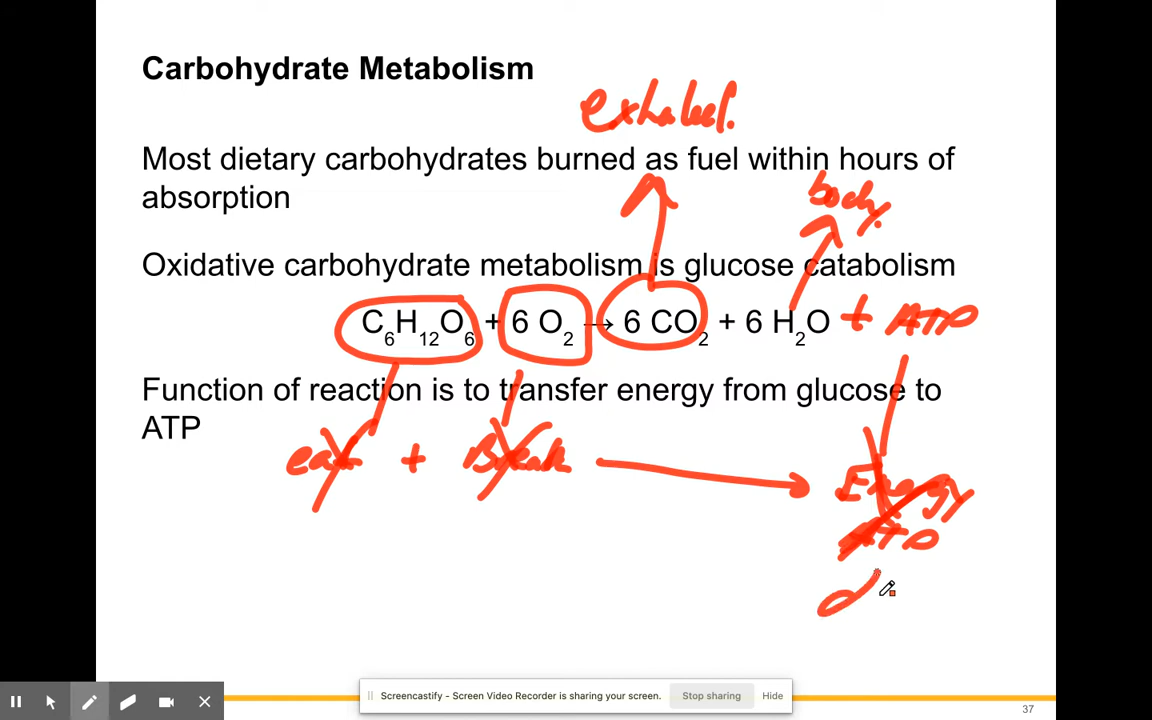 Carbohydrate Metabolism
exhaled.
Most dietary carbohydrates burned as fuel within hours of
absorption
body.
Oxidative carbohydrate metabolism is glucose catabolism
C6H12O6 + 6 O2 → 6 CO2 + 6 H2O + ATP
Function of reaction is to transfer energy from glucose to
ATP
eat +
Energy
ATP
Screencastify - Screen Video Recorder is sharing your screen. Stop sharing Hide
37